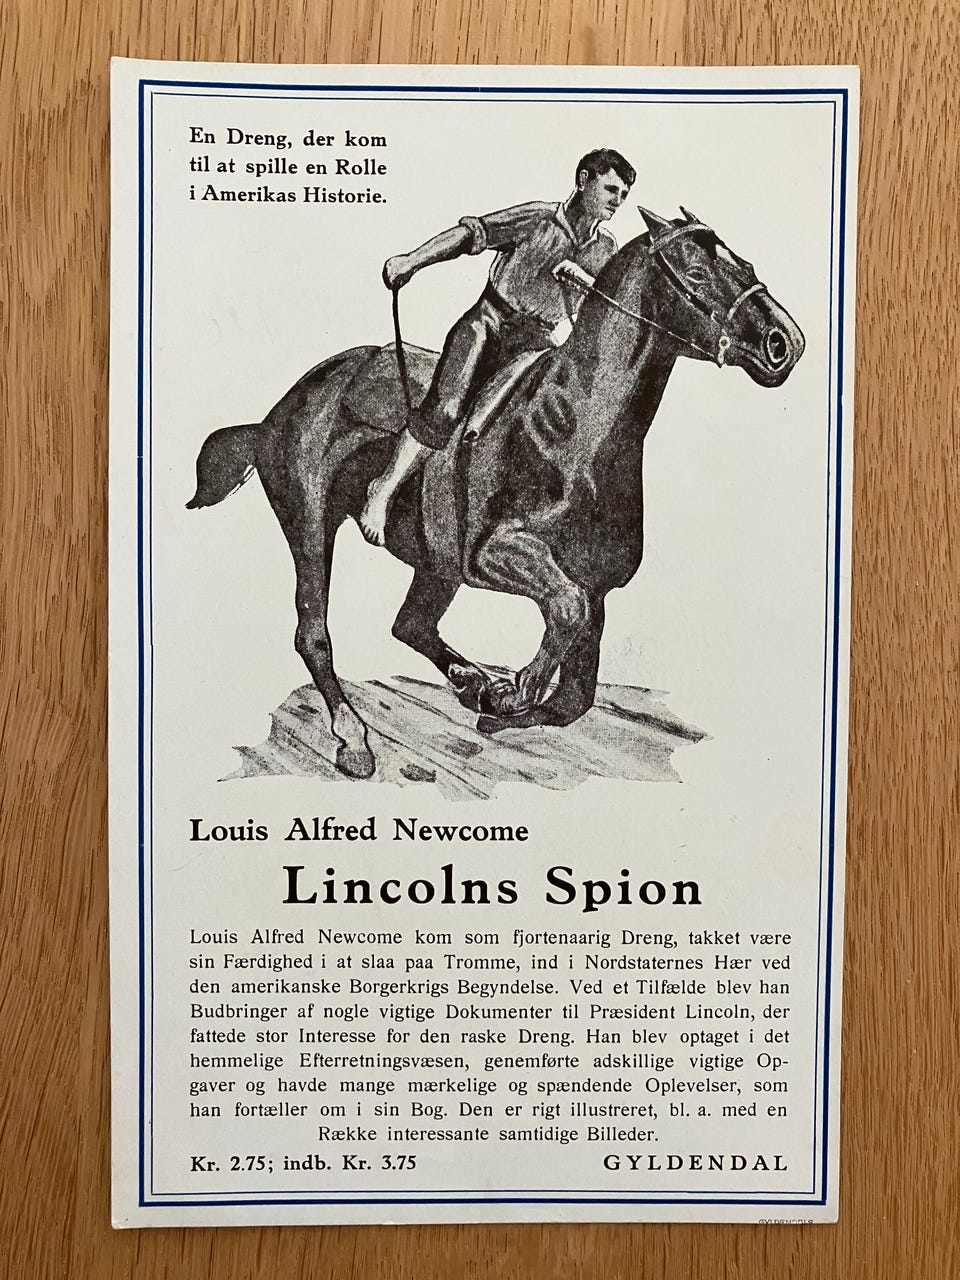 En Dreng, der kom
til at spille en Rolle
i Amerikas Historie.
Louis Alfred Newcome
Lincolns Spion
Louis Alfred Newcome kom som fjortenaarig Dreng, takket være
sin Færdighed i at slaa paa Tromme, ind i Nordstaternes Hær ved
den amerikanske Borgerkrigs Begyndelse. Ved et Tilfælde blev han
Budbringer af nogle vigtige Dokumenter til Præsident Lincoln, der
fattede stor Interesse for den raske Dreng. Han blev optaget i det
hemmelige Efterretningsvæsen, genemførte adskillige vigtige Op-
gaver og havde mange mærkelige og spændende Oplevelser, som
han fortæller om i sin Bog. Den er rigt illustreret, bl. a. med en
Række interessante samtidige Billeder.
Kr. 2.75; indb. Kr. 3.75 GYLDENDAL